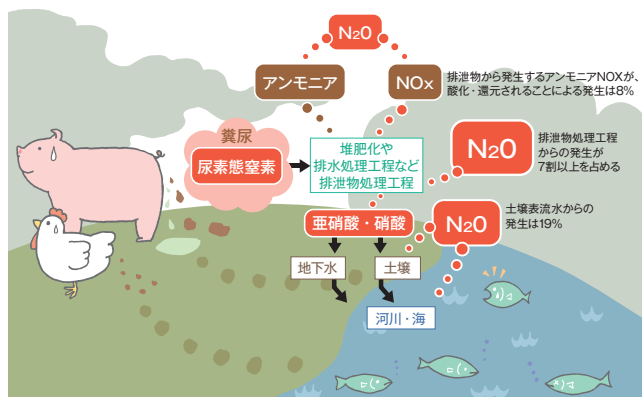 N2O
アンモニア
NOx
排泄物から発生するアンモニアNOXが、
酸化・還元されることによる発生は8%
糞尿
尿素態窒素
堆肥化や
排水処理工程など
排泄物処理工程
N2O
排泄物処理工程
からの発生が
7割以上を占める
亜硝酸・硝酸
N2O
土壌表流水からの
発生は19%
地下水
土壌
河川・海